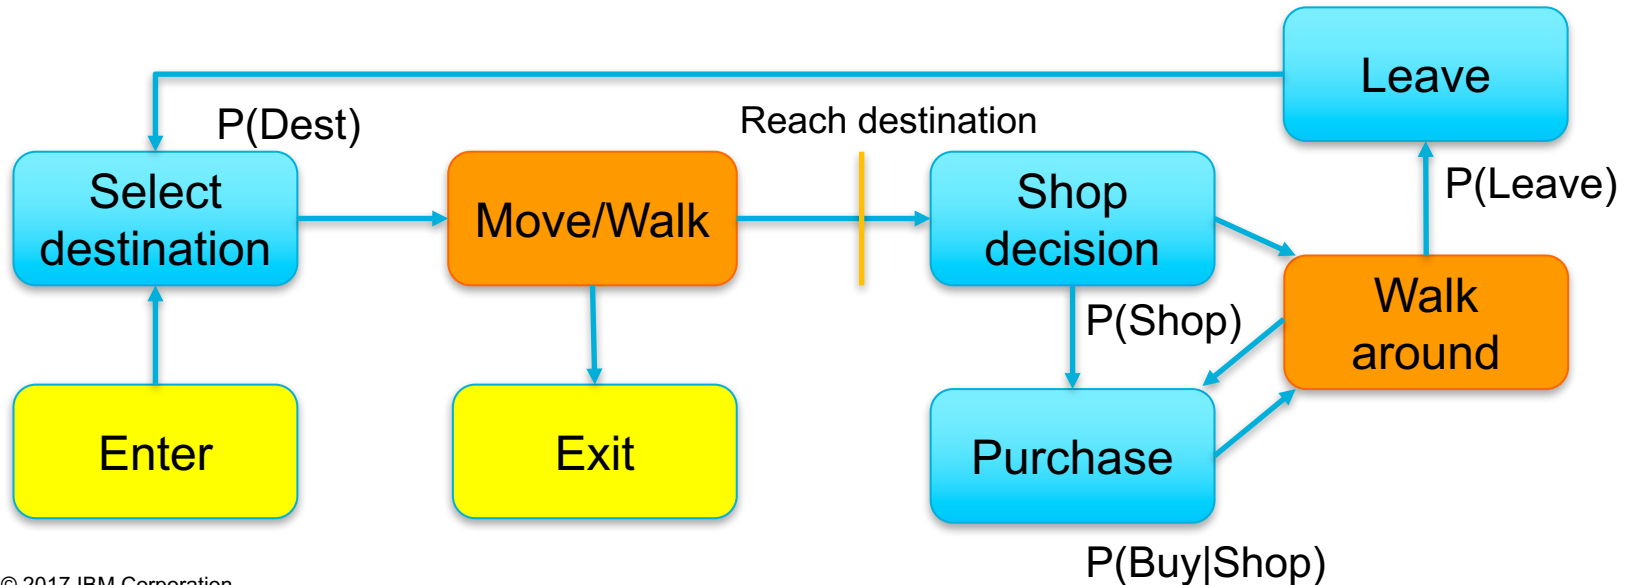 Leave
P(Dest)
Reach destination
Select
destination
Move/Walk
Shop
decision
P(Leave)
Walk
around
P(Shop)
Enter
Exit
Purchase
P(Buy|Shop)
© 2017 IBM Corporation